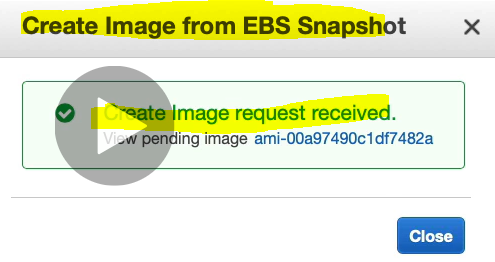 Create Image from EBS Snapshot
Create Image request received.
View pending image ami-00a97490c1df7482a
Close